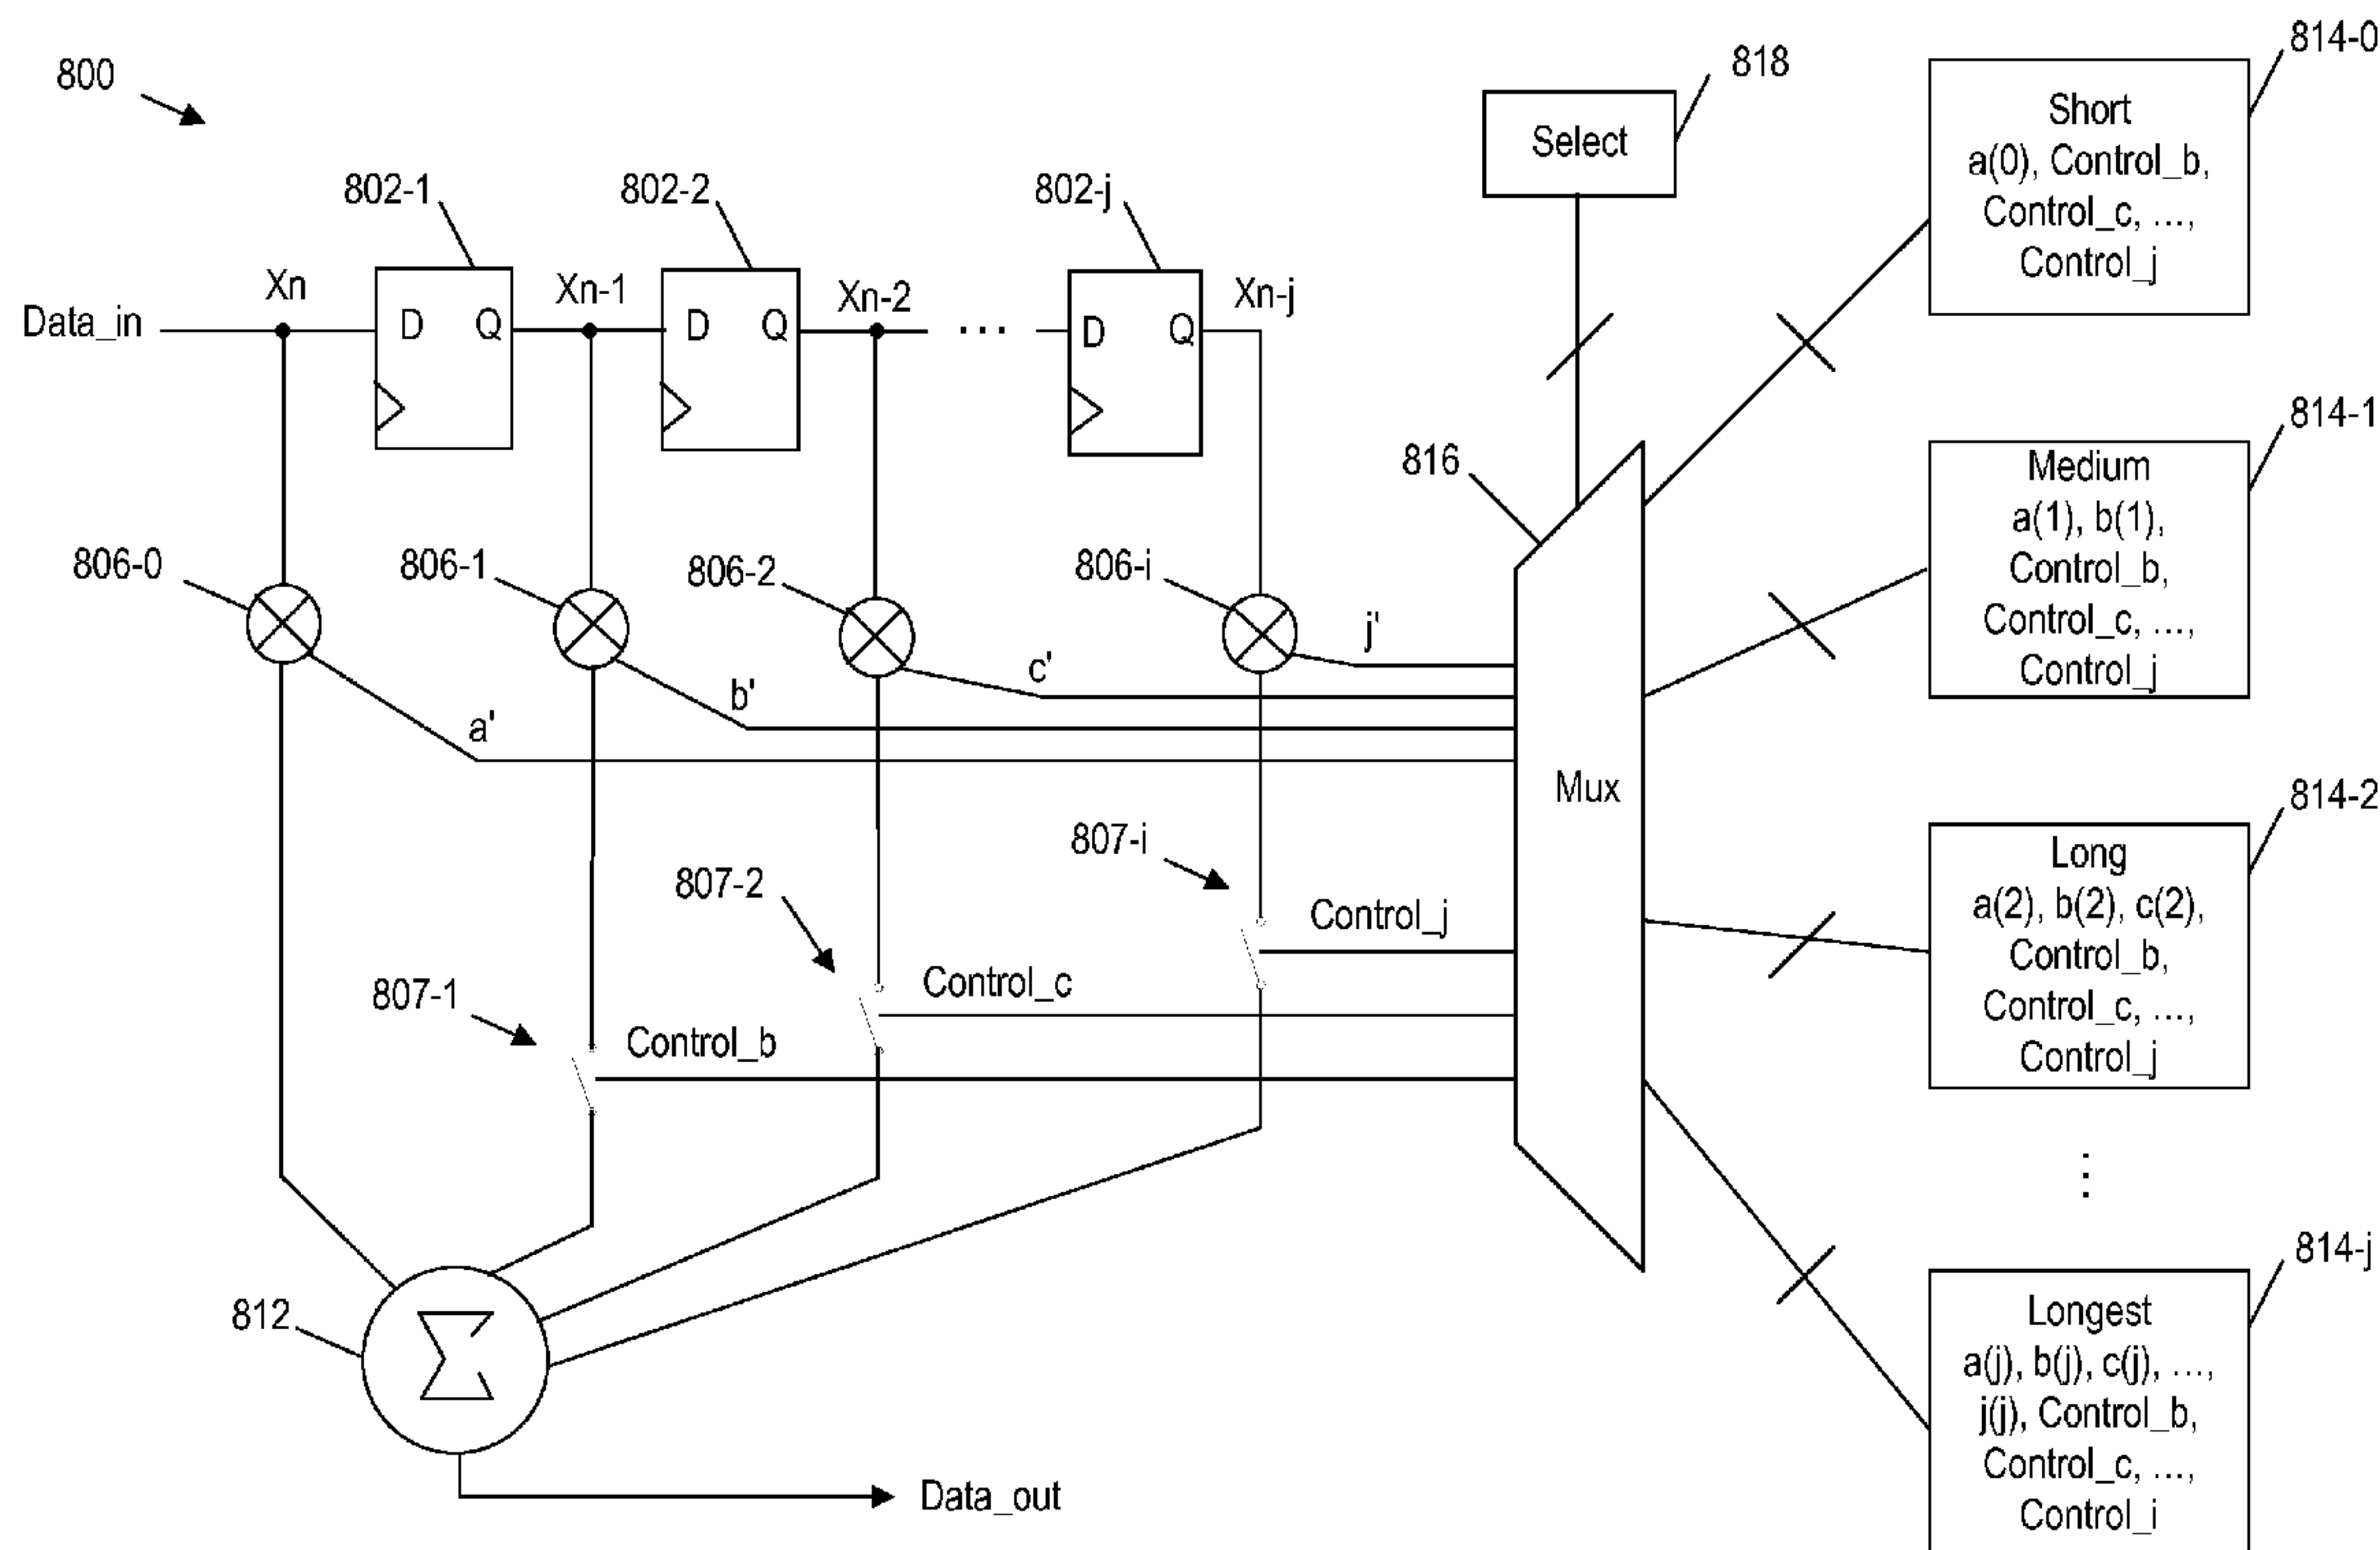 800
818
814-0
Short
a(0), Control_b,
Control_c, ...,
Control_j
Select
802-1
802-2
802-j
Data_in
Xn
D
Q
Xn-1
D
Q
Xn-2
...
D
Q
Xn-j
814-1
Medium
a(1), b(1),
Control_b,
Control_c, ...,
Control_j
816
806-0
806-1
806-2
806-i
a'
b'
c'
j'
Mux
814-2
Long
a(2), b(2), c(2),
Control_b,
Control_c, ...,
Control_j
807-1
807-2
807-i
Control_b
Control_c
Control_j
814-j
Longest
a(j), b(j), c(j), ...,
j(j), Control_b,
Control_c, ...,
Control_i
812
Σ
Data_out